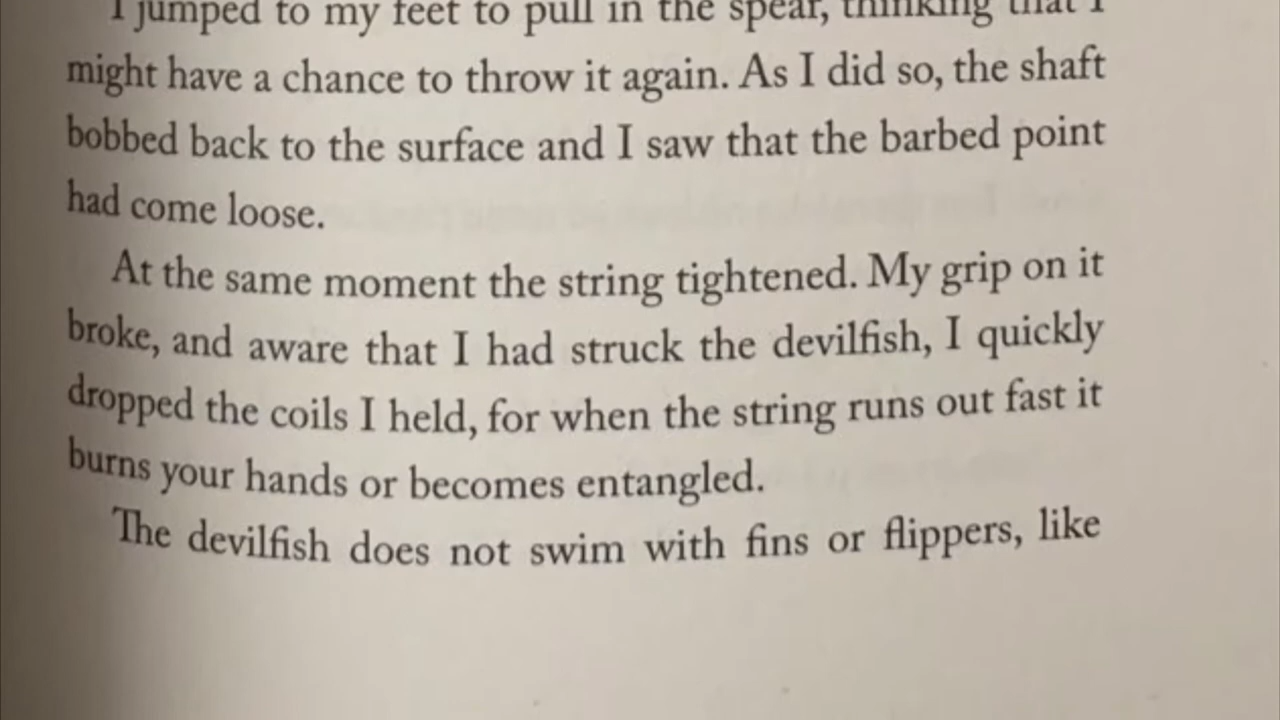 I jumped to my feet to pull in the spear, thinking that I
might have a chance to throw it again. As I did so, the shaft
bobbed back to the surface and I saw that the barbed point
had come loose.
At the same moment the string tightened. My grip on it
broke, and aware that I had struck the devilfish, I quickly
dropped the coils I held, for when the string runs out fast it
burns your hands or becomes entangled.
The devilfish does not swim with fins or flippers, like